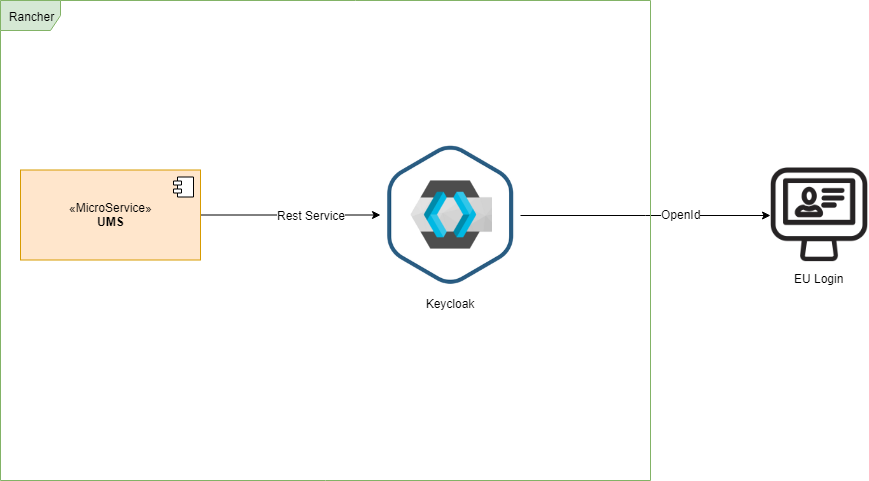 Rancher
«MicroService»
UMS
Rest Service
OpenId
EU Login
Keycloak